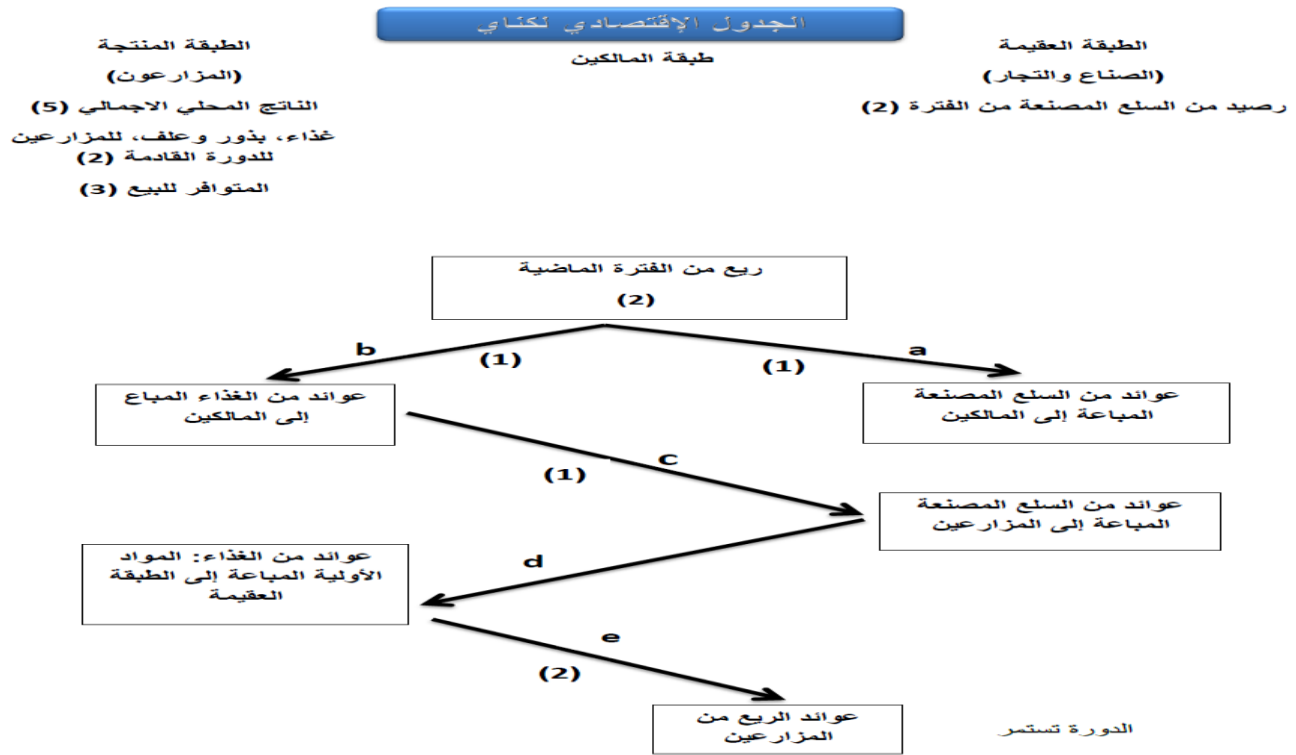 الجدول الإقتصادي لكناي
الطبقة العقيمة
(الصناع والتجار)
رصيد من السلع المصنعة من الفترة (2)
طبقة المالكين
الطبقة المنتجة
(المزارعون)
الناتج المحلي الاجمالي (5)
غذاء، بذور وعلف، للمزارعين
للدورة القادمة (2)
المتوافر للبيع (3)
ريع من الفترة الماضية
(2)
a
(1)
b
(1)
عوائد من السلع المصنعة
المباعة إلى المالكين
عوائد من الغذاء المباع
إلى المالكين
c
(1)
عوائد من السلع المصنعة
المباعة إلى المزارعين
d
عوائد من الغذاء: المواد
الأولية المباعة إلى الطبقة
العقيمة
e
(2)
عوائد الريع من
المزارعين
الدورة تستمر